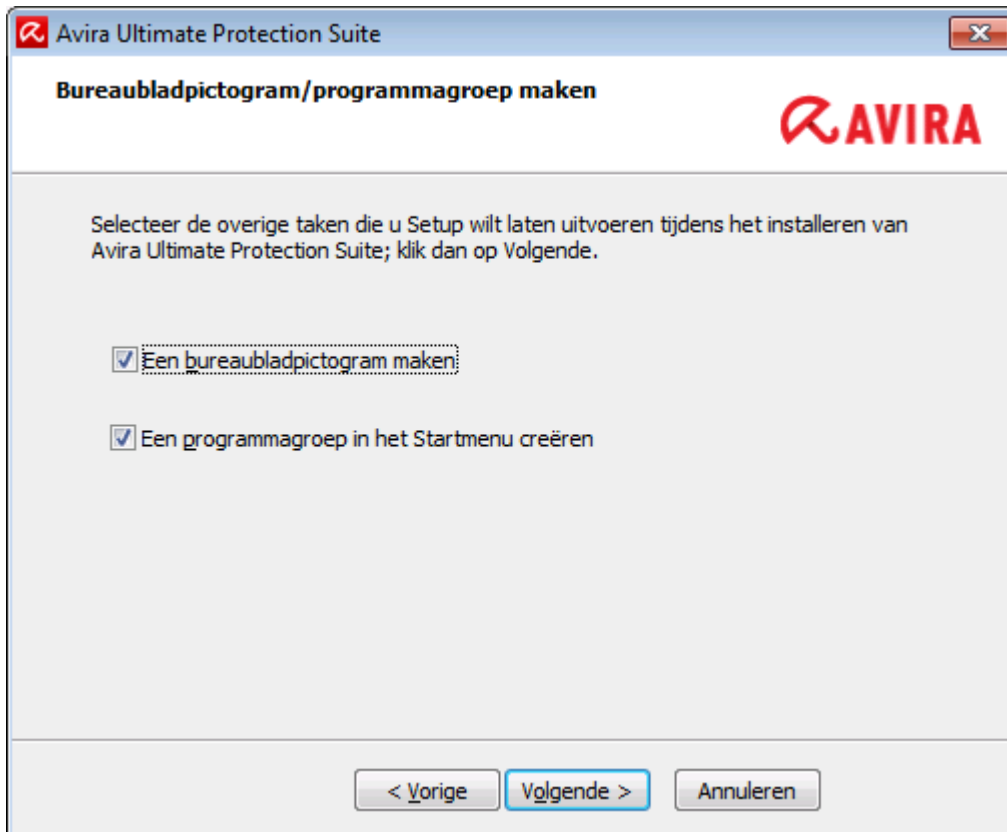 Avira Ultimate Protection Suite
Bureaubladpictogram/programmagroep maken
AVIRA
Selecteer de overige taken die u Setup wilt laten uitvoeren tijdens het installeren van
Avira Ultimate Protection Suite; klik dan op Volgende.
Een bureaubladpictogram maken
Een programmagroep in het Startmenu creëren
< Vorige
Volgende >
Annuleren